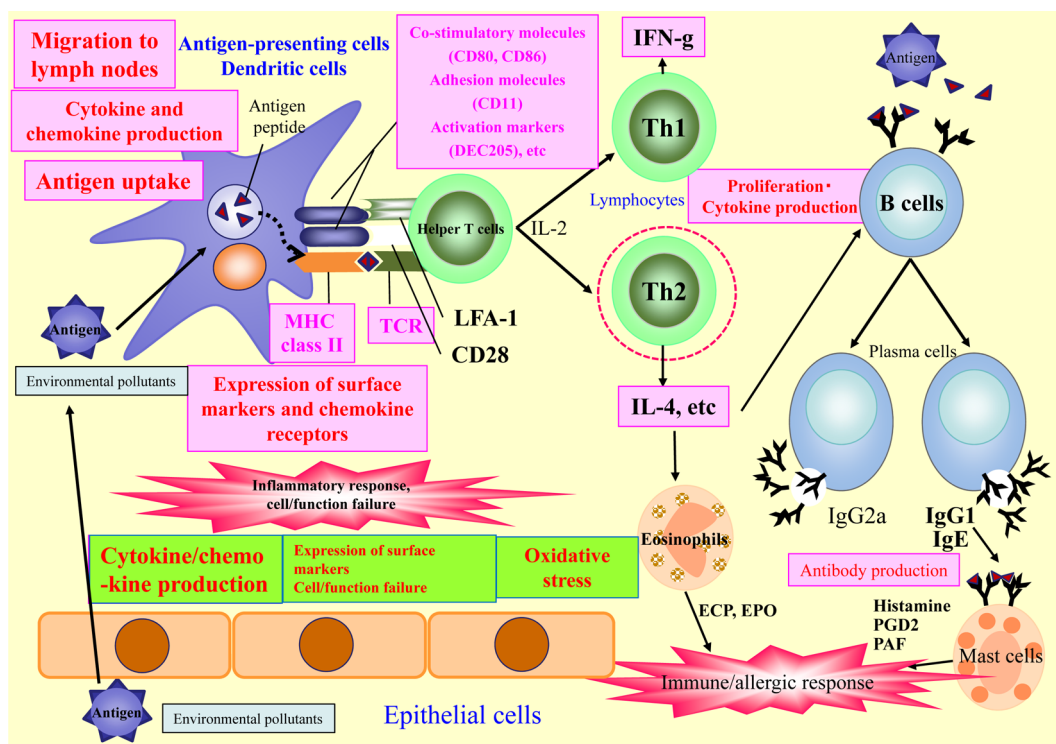 Migration to
lymph nodes
Antigen-presenting cells
Dendritic cells
Cytokine and
chemokine production
Antigen
peptide
Antigen uptake
Co-stimulatory molecules
(CD80, CD86)
Adhesion molecules
(CD11)
Activation markers
(DEC205), etc
IFN-g
Th1
Lymphocytes
Proliferation・
Cytokine production
Antigen
B cells
Helper T cells
IL-2
Th2
MHC
class II
TCR
LFA-1
CD28
Antigen
Environmental pollutants
Expression of surface
markers and chemokine
receptors
IL-4, etc
Plasma cells
IgG2a
IgG1
IgE
Antibody production
Inflammatory response,
cell/function failure
Cytokine/chemo
-kine production
Expression of surface
markers
Cell/function failure
Oxidative
stress
Eosinophils
ECP, EPO
Histamine
PGD2
PAF
Mast cells
Immune/allergic response
Antigen
Environmental pollutants
Epithelial cells